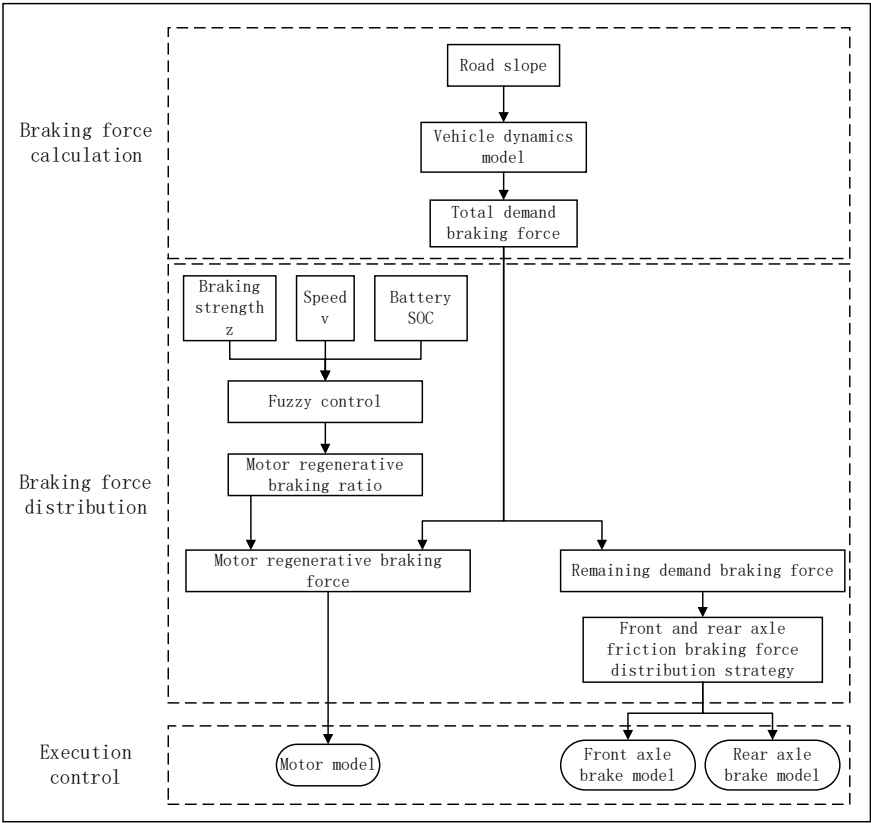 Road slope
Braking force
calculation
Vehicle dynamics
model
Total demand
braking force
Braking
strength
z
Speed
v
Battery
SOC
Fuzzy control
Motor regenerative
braking ratio
Braking force
distribution
Motor regenerative braking
force
Remaining demand braking force
Front and rear axle
friction braking force
distribution strategy
Execution
control
Motor model
Front axle
brake model
Rear axle
brake model